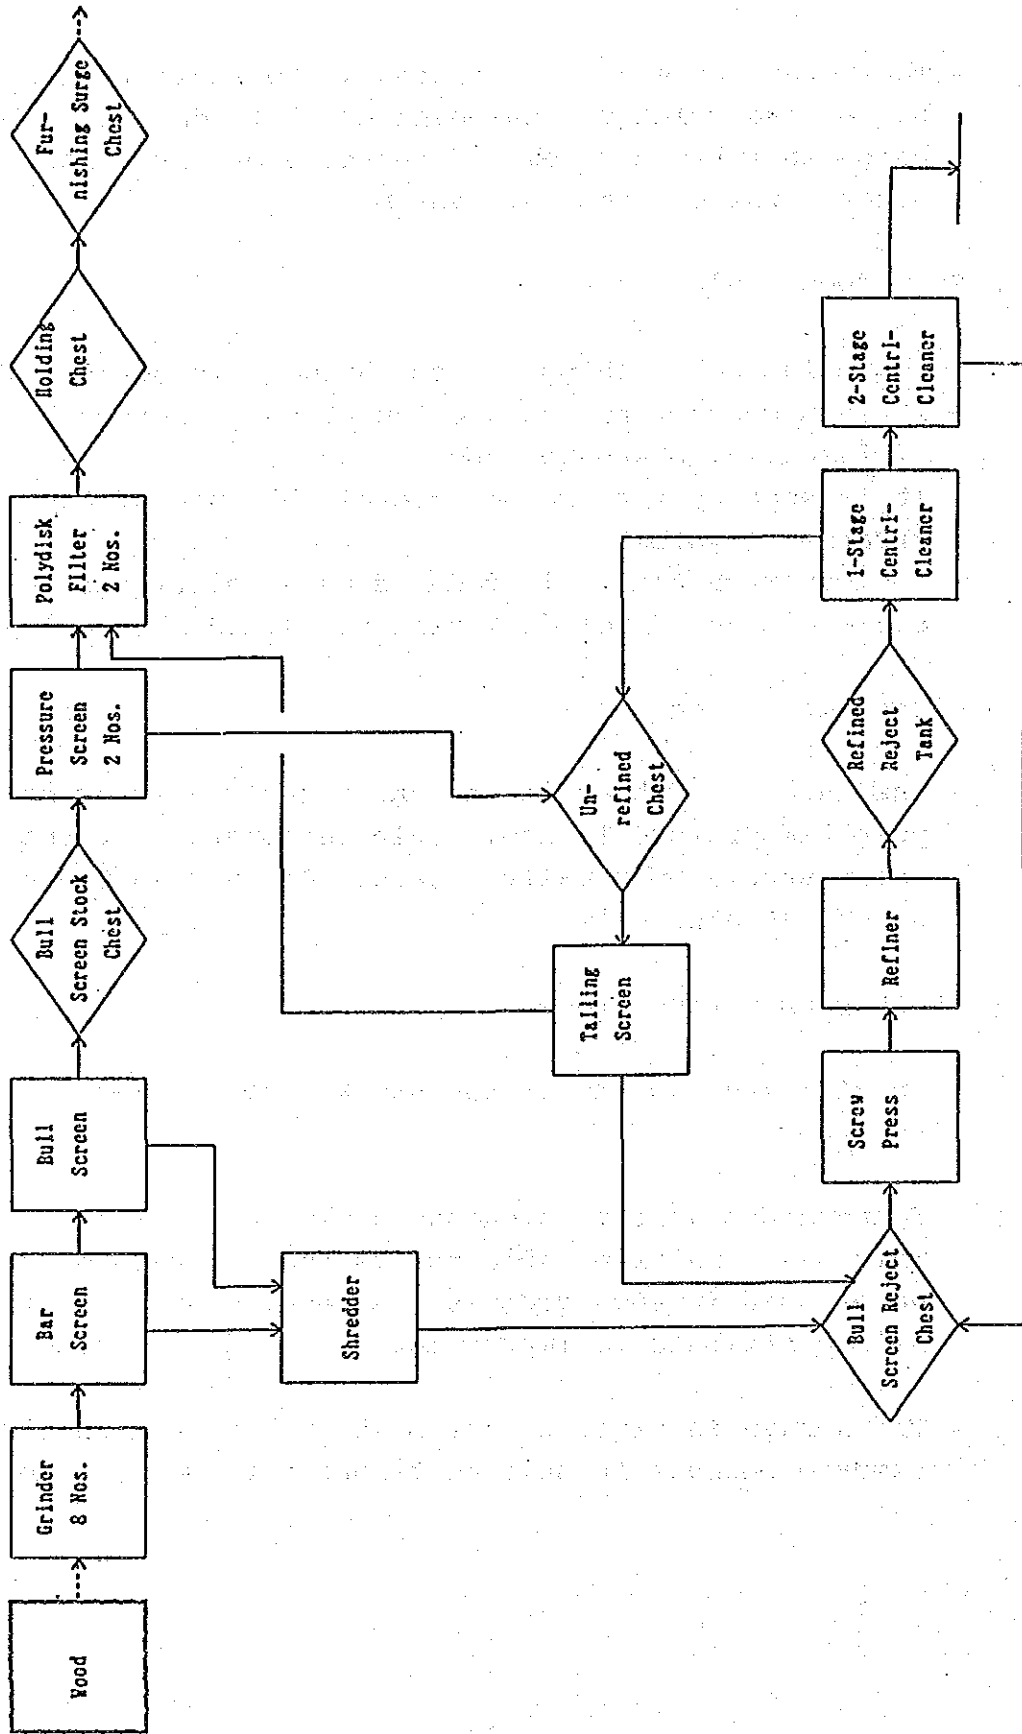 Wood
Grinder
8 Nos.
Bar
Screen
Bull
Screen
Bull
Screen Stock
Chest
Pressure
Screen
2 Nos.
Polydisk
Filter
2 Nos.
Holding
Chest
Fur-
nishing Surge
Chest
Shredder
Tailing
Screen
Un-
refined
Chest
Bull
Screen Reject
Chest
Screw
Press
Refiner
Refined
Reject
Tank
1-Stage
Centri-
Cleaner
2-Stage
Centri-
Cleaner